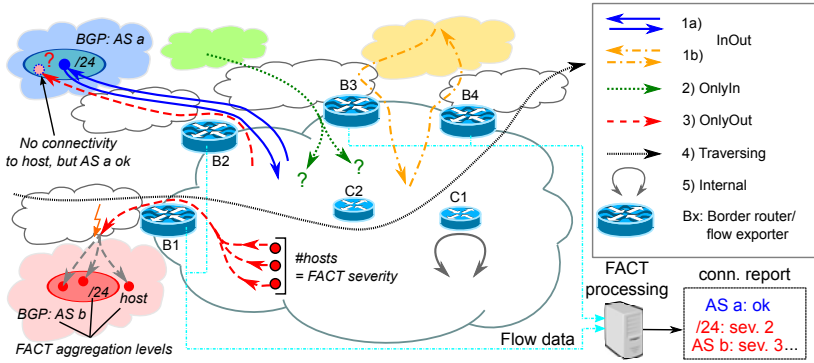 BGP: AS a
/24
?
No connectivity
to host, but AS a ok
B2
B3
B4
?
?
C2
C1
B1
#hosts
= FACT severity
/24
host
BGP: AS b
FACT aggregation levels
Flow data
FACT
processing
conn. report
AS a: ok
/24: sev. 2
AS b: sev. 3...
1a)
InOut
1b)
2) OnlyIn
3) OnlyOut
4) Traversing
5) Internal
Bx: Border router/
flow exporter